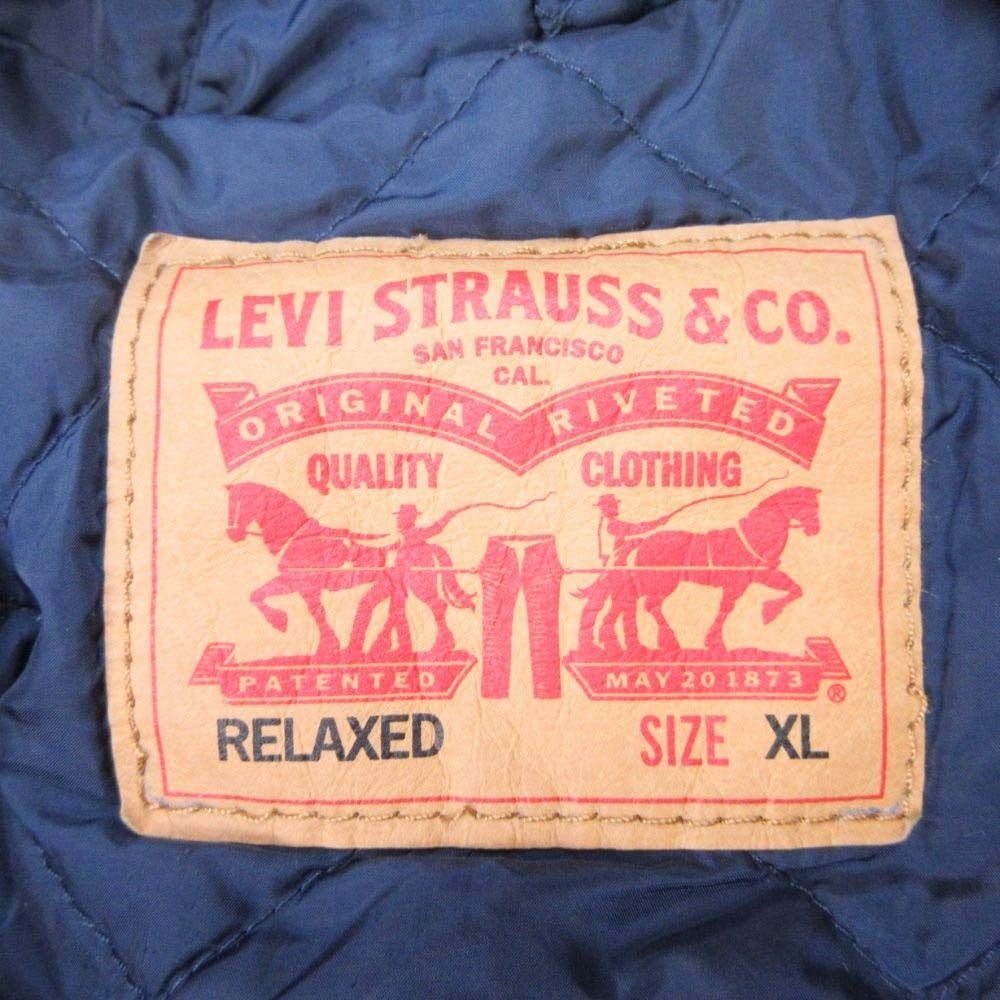 LEVI STRAUSS & CO.
SAN FRANCISCO
CAL.
ORIGINAL RIVETED
QUALITY CLOTHING
PATENTED MAY 20 1873 ®
RELAXED SIZE XL